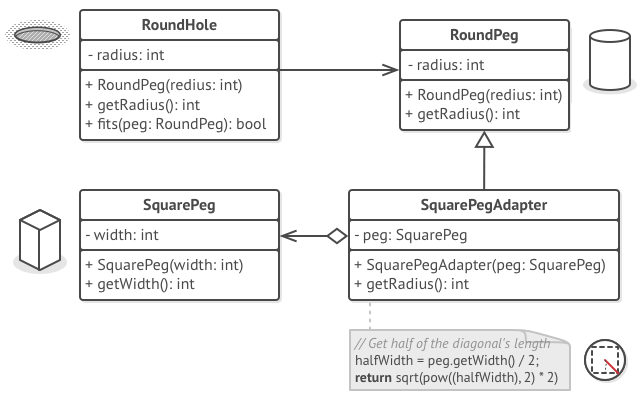 RoundHole
- radius: int
+ RoundPeg(redius: int)
+ getRadius(): int
+ fits(peg: RoundPeg): bool
RoundPeg
- radius: int
+ RoundPeg(redius: int)
+ getRadius(): int
SquarePeg
- width: int
+ SquarePeg(width: int)
+ getWidth(): int
SquarePegAdapter
- peg: SquarePeg
+ SquarePegAdapter(peg: SquarePeg)
+ getRadius(): int
// Get half of the diagonal's length
halfWidth = peg.getWidth() / 2;
return sqrt(pow((halfWidth), 2) * 2)